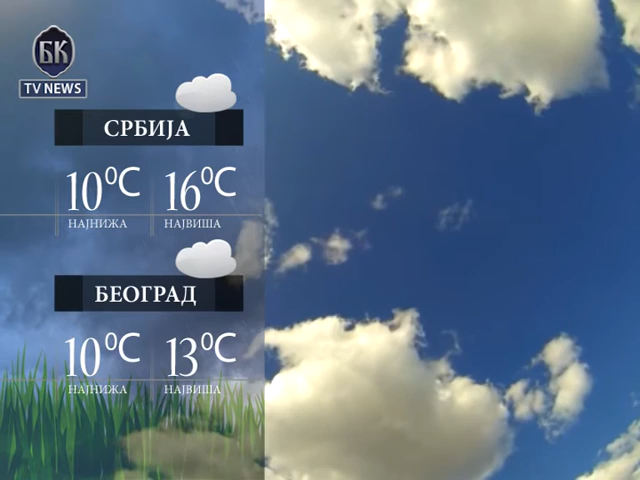 БК
TV NEWS
СРБИЈА
10°C 16°C
НАЈНИЖА НАЈВИША
БЕОГРАД
10°C 13°C
НАЈНИЖА НАЈВИША